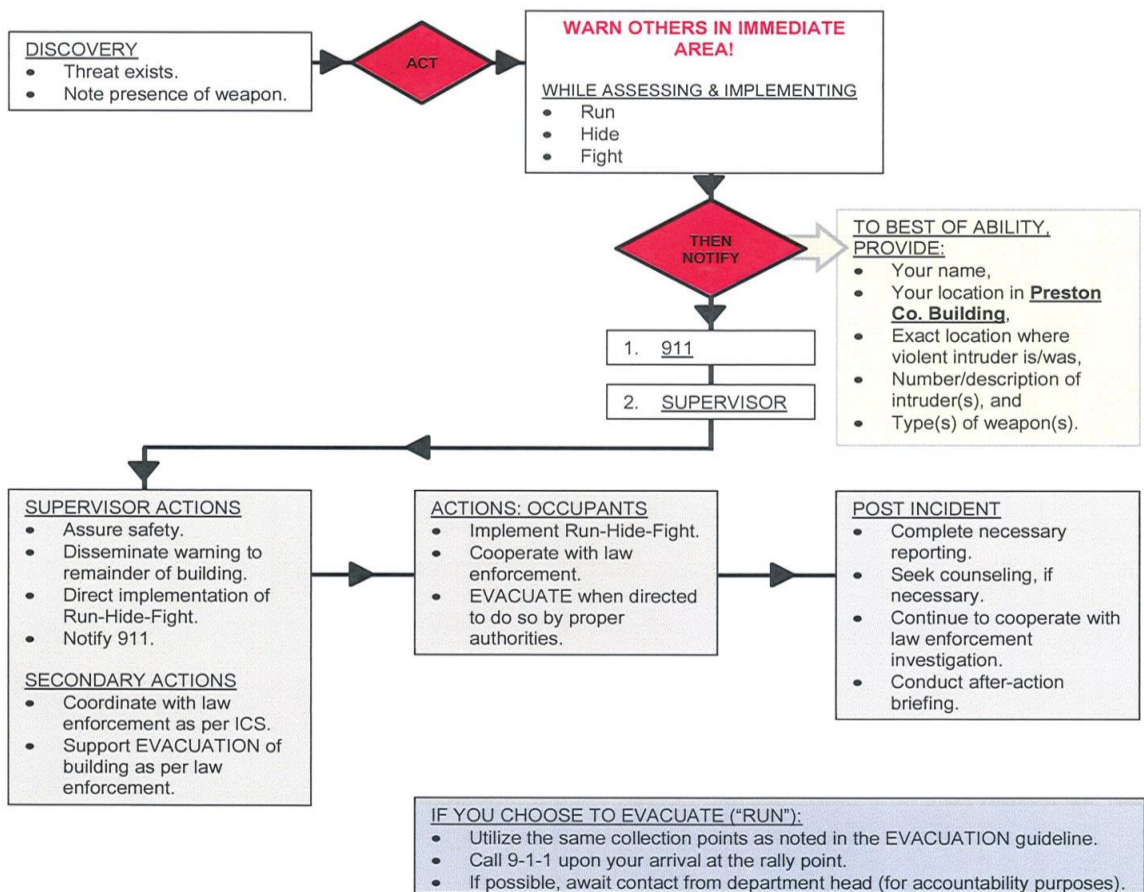 DISCOVERY
• Threat exists.
• Note presence of weapon.
ACT
WARN OTHERS IN IMMEDIATE
AREA!
WHILE ASSESSING & IMPLEMENTING
• Run
• Hide
• Fight
THEN
NOTIFY
TO BEST OF ABILITY,
PROVIDE:
• Your name,
• Your location in Preston
Co. Building,
• Exact location where
violent intruder is/was,
• Number/description of
intruder(s), and
• Type(s) of weapon(s).
1. 911
2. SUPERVISOR
SUPERVISOR ACTIONS
• Assure safety.
• Disseminate warning to
remainder of building.
• Direct implementation of
Run-Hide-Fight.
• Notify 911.
SECONDARY ACTIONS
• Coordinate with law
enforcement as per ICS.
• Support EVACUATION of
building as per law
enforcement.
ACTIONS: OCCUPANTS
• Implement Run-Hide-Fight.
• Cooperate with law
enforcement.
• EVACUATE when directed
to do so by proper
authorities.
POST INCIDENT
• Complete necessary
reporting.
• Seek counseling, if
necessary.
• Continue to cooperate with
law enforcement
investigation.
• Conduct after-action
briefing.
IF YOU CHOOSE TO EVACUATE (“RUN”):
• Utilize the same collection points as noted in the EVACUATION guideline.
• Call 9-1-1 upon your arrival at the rally point.
• If possible, await contact from department head (for accountability purposes).